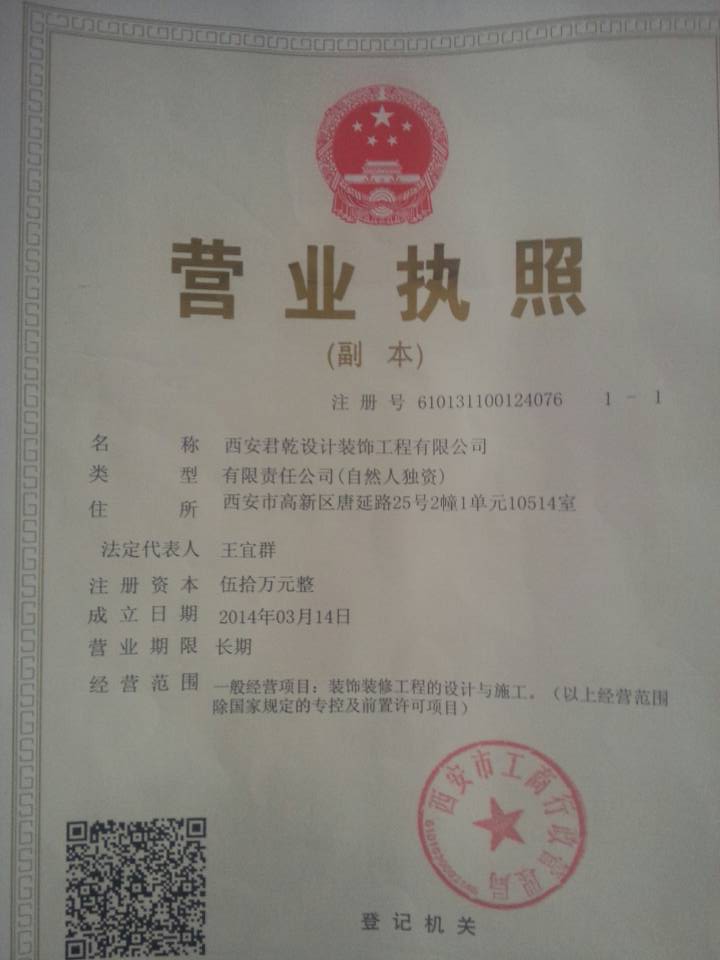 营业执照
(副 本)
注 册 号 610131100124076 1 - 1
名 称 西安君乾设计装饰工程有限公司
类 型 有限责任公司(自然人独资)
住 所 西安市高新区唐延路25号2幢1单元10514室
法定代表人 王宜群
注 册 资 本 伍拾万元整
成 立 日 期 2014年03月14日
营 业 期 限 长期
经 营 范 围 一般经营项目：装饰装修工程的设计与施工。（以上经营范围
除国家规定的专控及前置许可项目）
西安市工商行政管理局
登 记 机 关